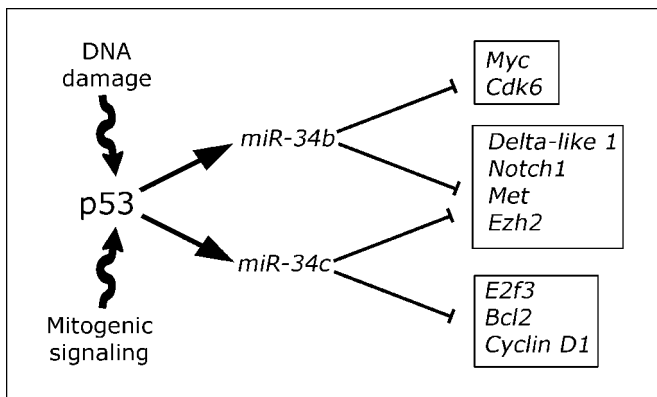 DNA
damage
p53
Mitogenic
signaling
miR-34b
miR-34c
Myc
Cdk6
Delta-like 1
Notch1
Met
Ezh2
E2f3
Bcl2
Cyclin D1